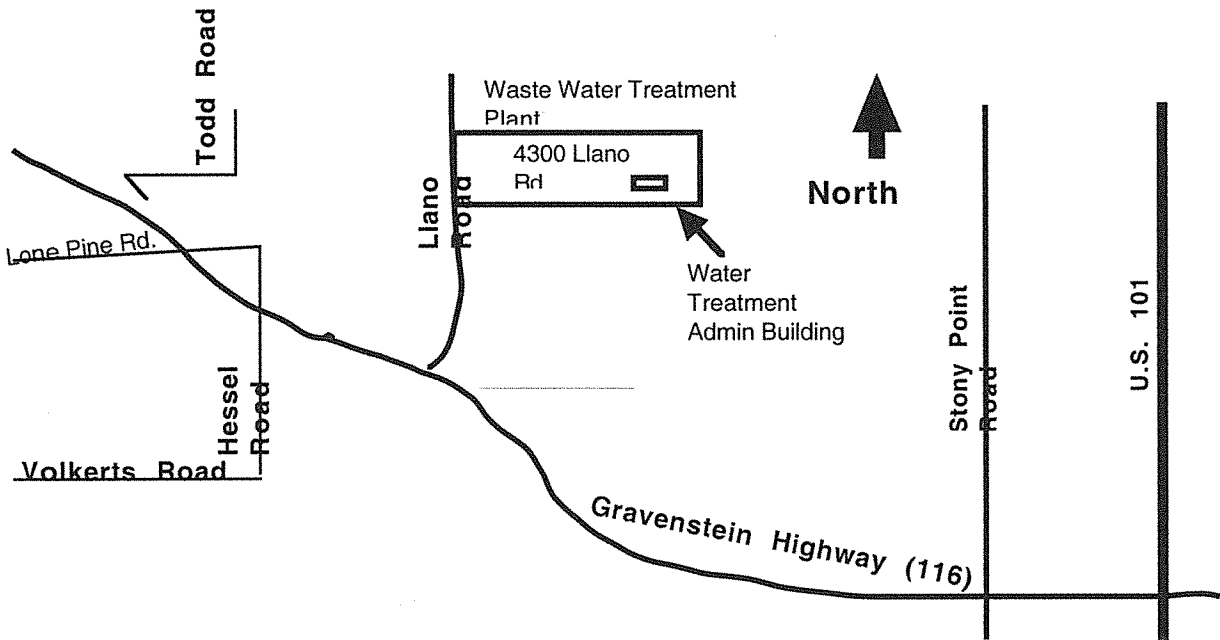 Todd Road
Waste Water Treatment
Plant
4300 Llano
Rd
Llano
Road
North
Lone Pine Rd.
Water
Treatment
Admin Building
Stony Point
Road
U.S. 101
Hessel
Road
Volkerts Road
Gravenstein Highway (116)